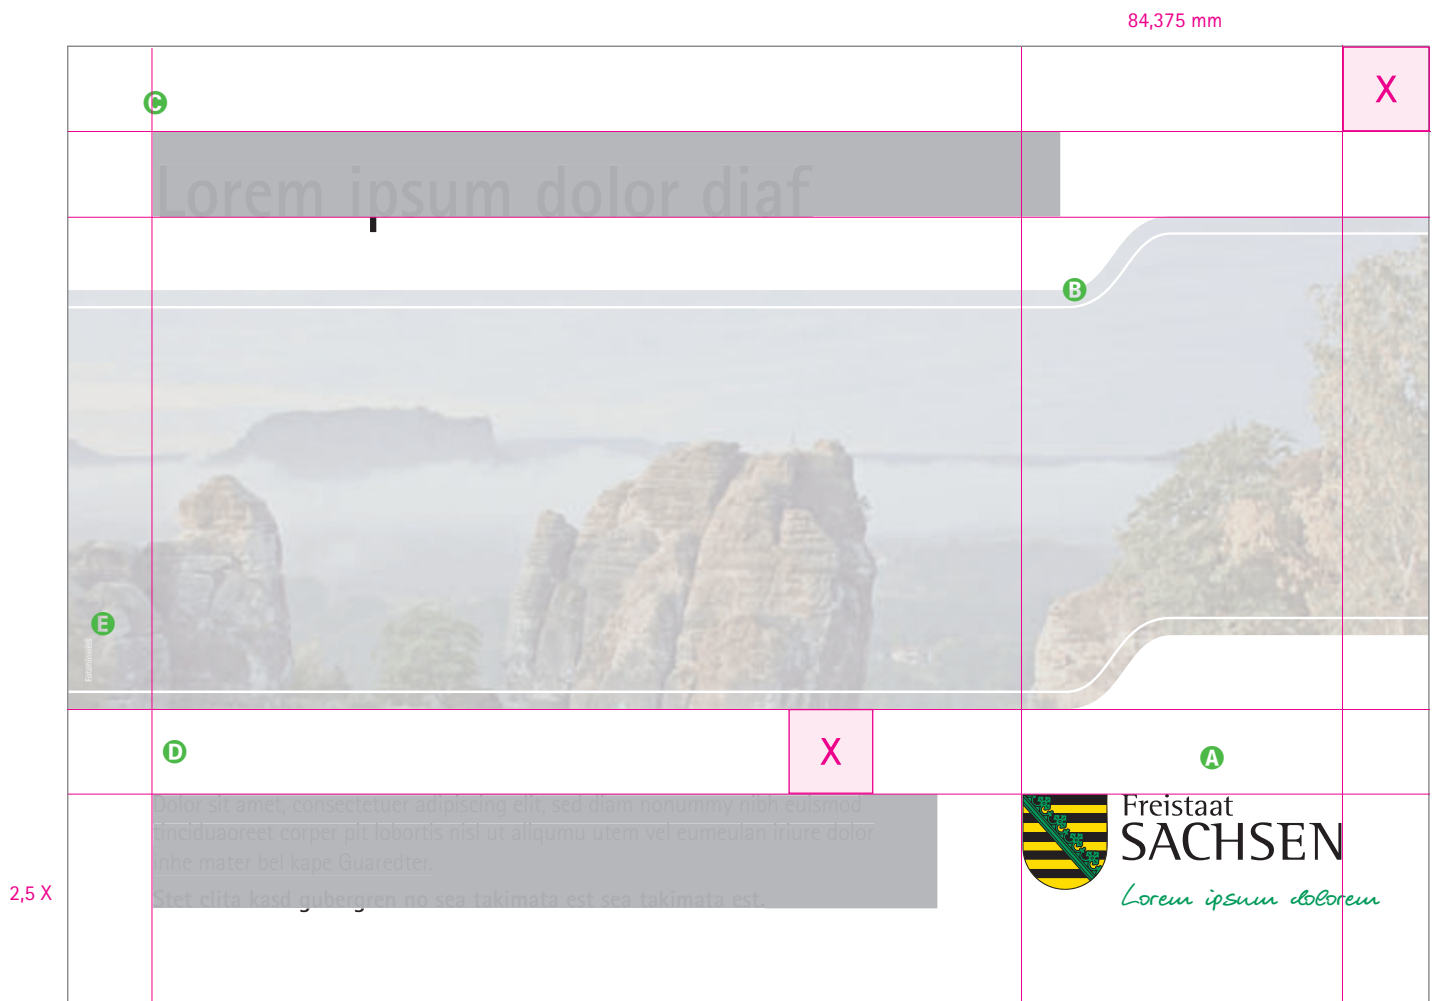 84,375 mm
X
C
Lorem ipsum dolor diaf
B
E
Fotohinweis
D
X
A
Dolor sit amet, consectetuer adipiscing elit, sed diam nonummy nibh euismod
tinciduaoreet corper pit lobortis nisl ut aliqumu utem vel eumeulan iriure dolor
inhe mater bel kape Guaredter.
Stet clita kasd gubergren no sea takimata est sea takimata est.
Freistaat
SACHSEN
Lorem ipsum dolorem
2,5 X